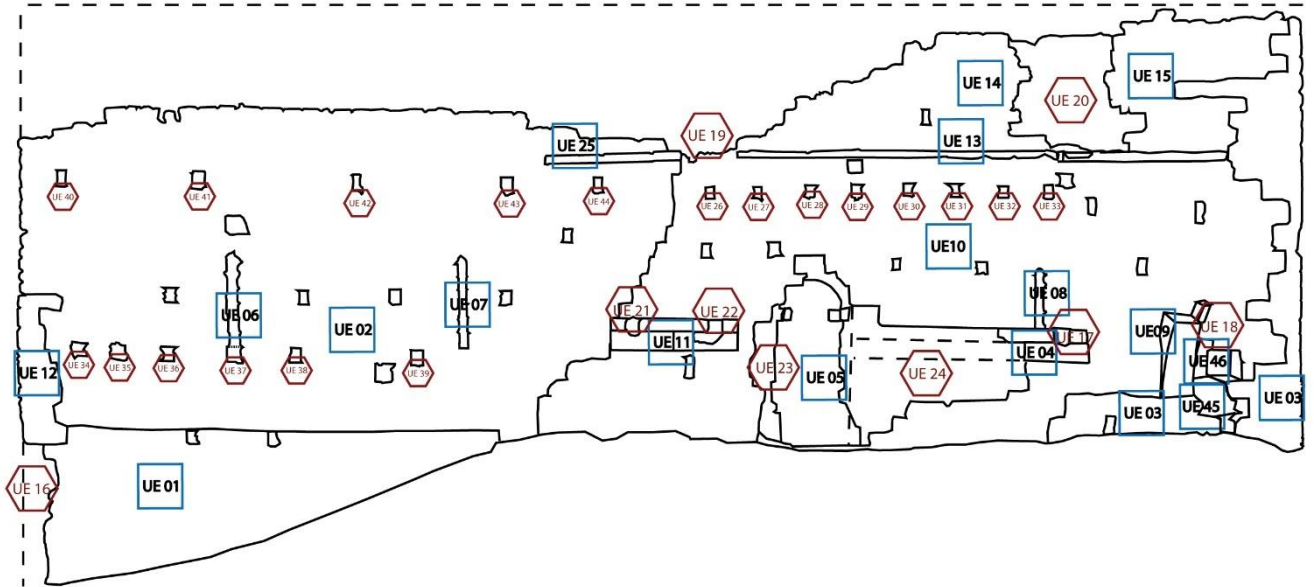 UE 14
UE 15
UE 20
UE 19
UE 25
UE 13
UE 40
UE 41
UE 42
UE 43
UE 44
UE 26
UE 27
UE 28
UE 29
UE 30
UE 31
UE 32
UE 33
UE10
UE 06
UE 07
UE 02
UE 21
UE 22
UE 08
UE 11
UE 17
UE09
UE 18
UE 04
UE 46
UE 12
UE 34
UE 35
UE 36
UE 37
UE 38
UE 39
UE 23
UE 05
UE 24
UE 03
UE 45
UE 03
UE 16
UE 01